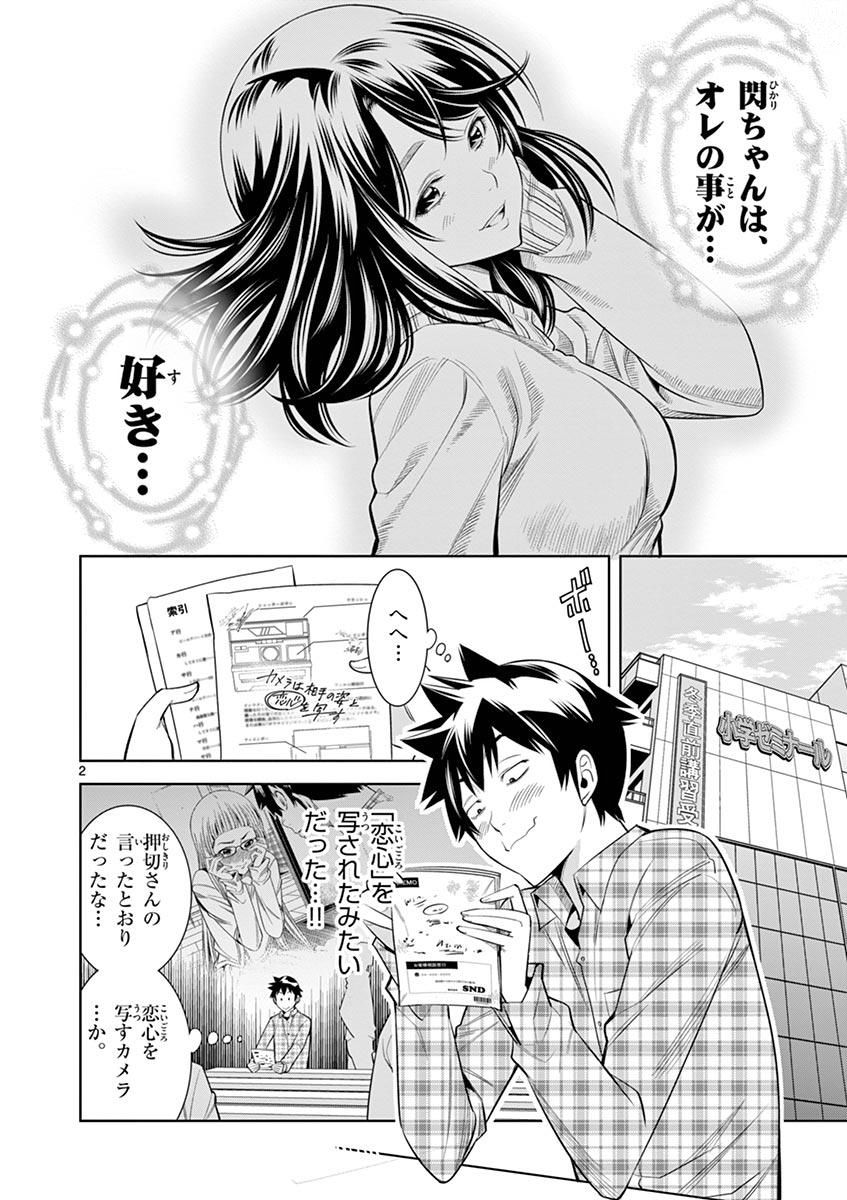 閃ちゃんは、
オレの事が…
好き…
冬季直前講習受
小学ゼミナール
ボー…
へへ…
索引
ア行
カメラは相手の姿と
恋心を写す
MEMO
SND
「恋心」を
写されたみたい
だった…!!
押切さんの
言ったとおり
だったな…
恋心を
写すカメラ
…か。
2